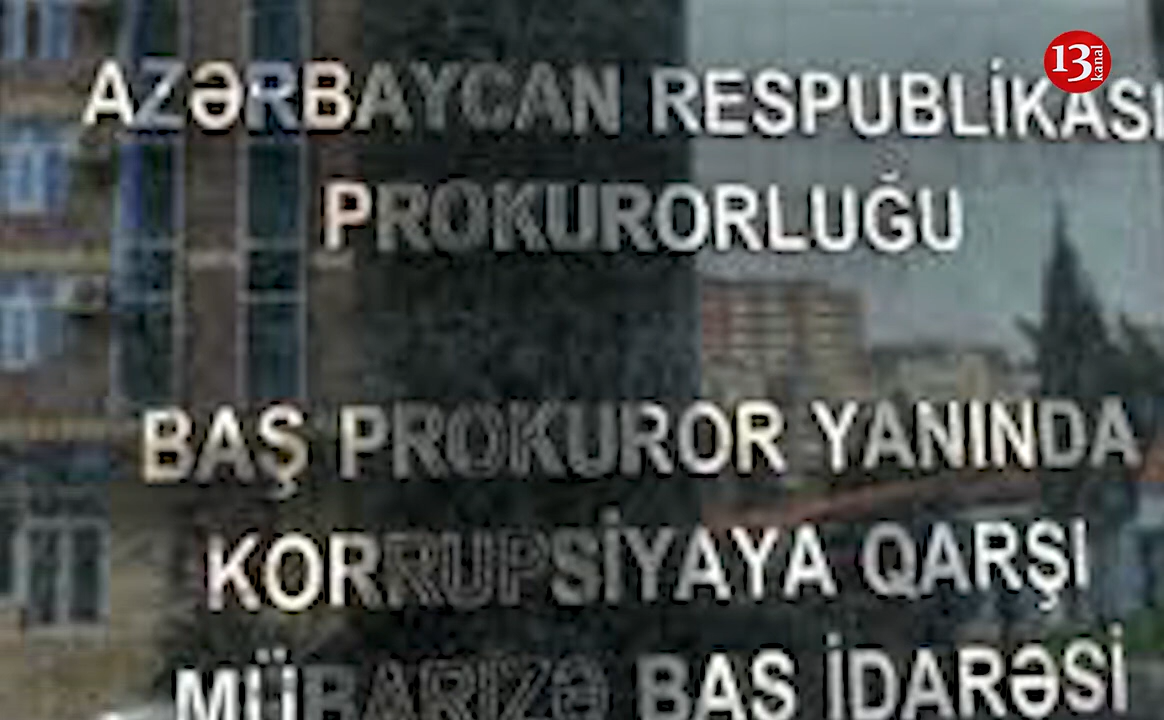 13 kanal
AZƏRBAYCAN RESPUBLİKASI
PROKURORLUĞU
BAŞ PROKUROR YANINDA
KORRUPSİYAYA QARŞI
MÜBARİZƏ BAŞ İDARƏSİ